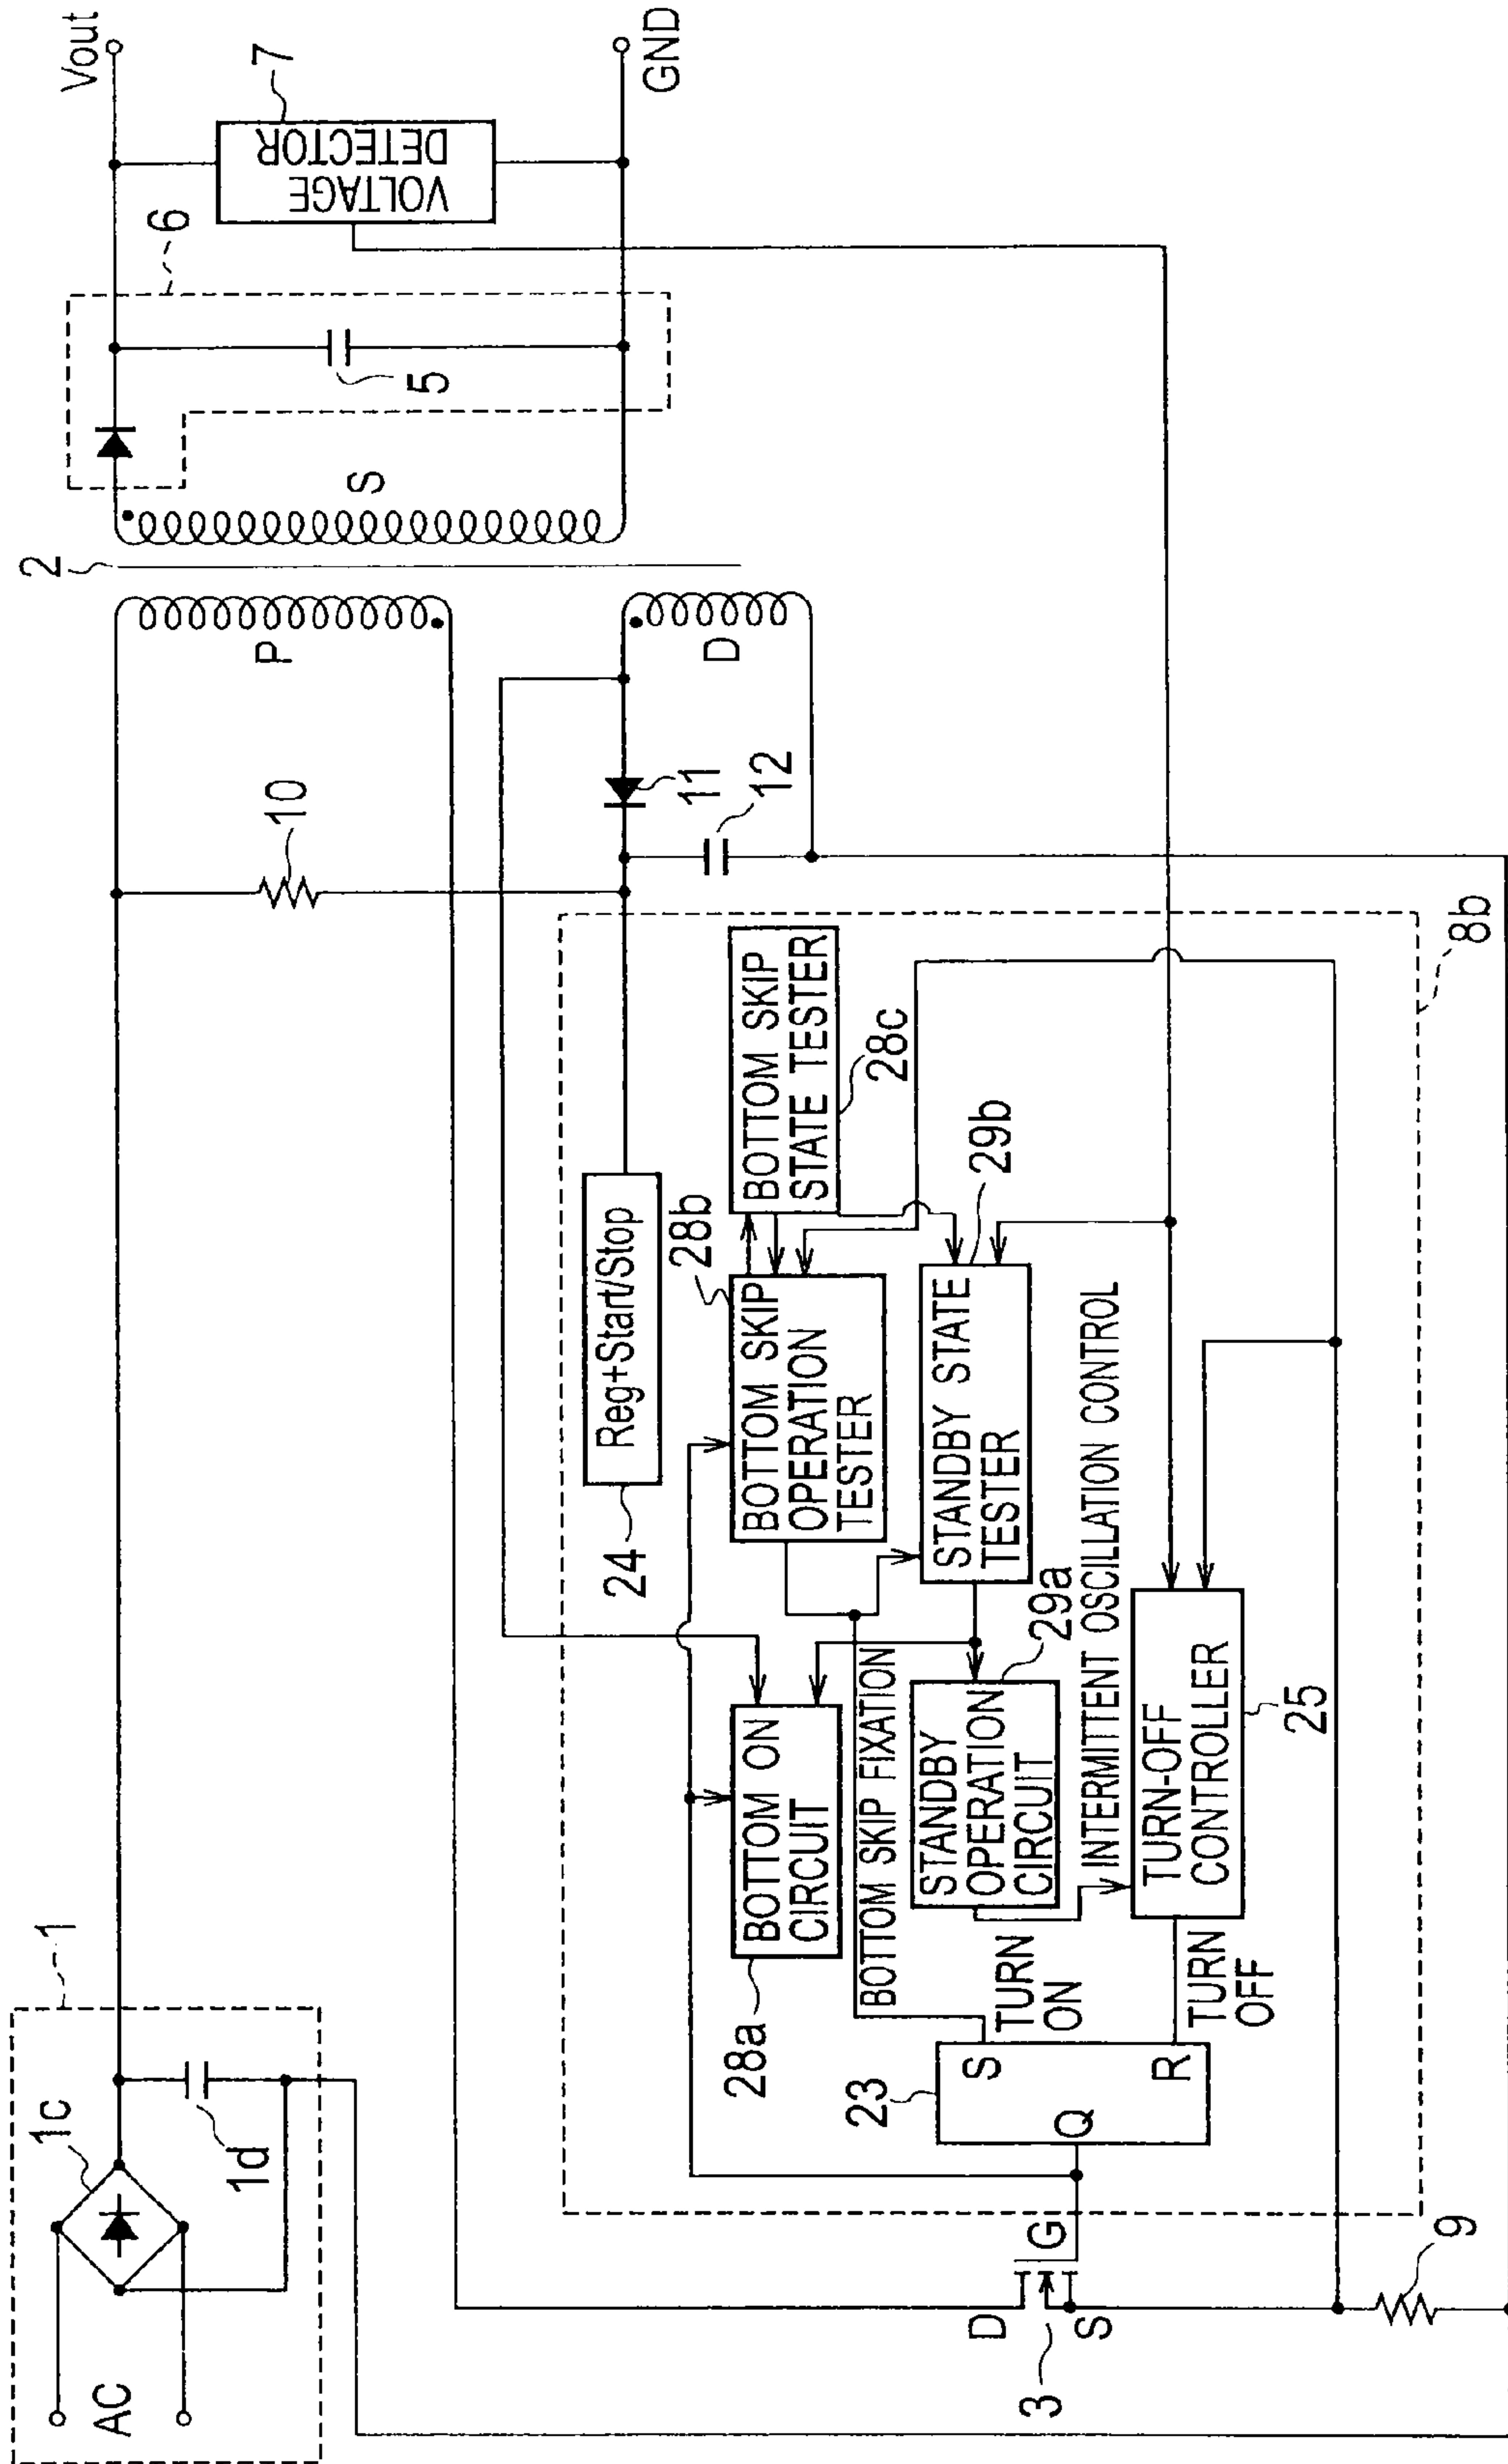 1
AC
1c
1d
10
P
2
S
6
5
VOLTAGE
DETECTOR
7
Vout
GND
D
11
12
24
Reg+Start/Stop
28a
BOTTOM ON
CIRCUIT
28b
BOTTOM SKIP
OPERATION
TESTER
BOTTOM SKIP
STATE TESTER
28c
BOTTOM SKIP FIXATION
STANDBY
OPERATION
CIRCUIT
29a
STANDBY STATE
TESTER
29b
INTERMITTENT OSCILLATION CONTROL
23
S
Q
R
TURN
ON
TURN
OFF
TURN-OFF
CONTROLLER
25
D
G
S
3
9
8b